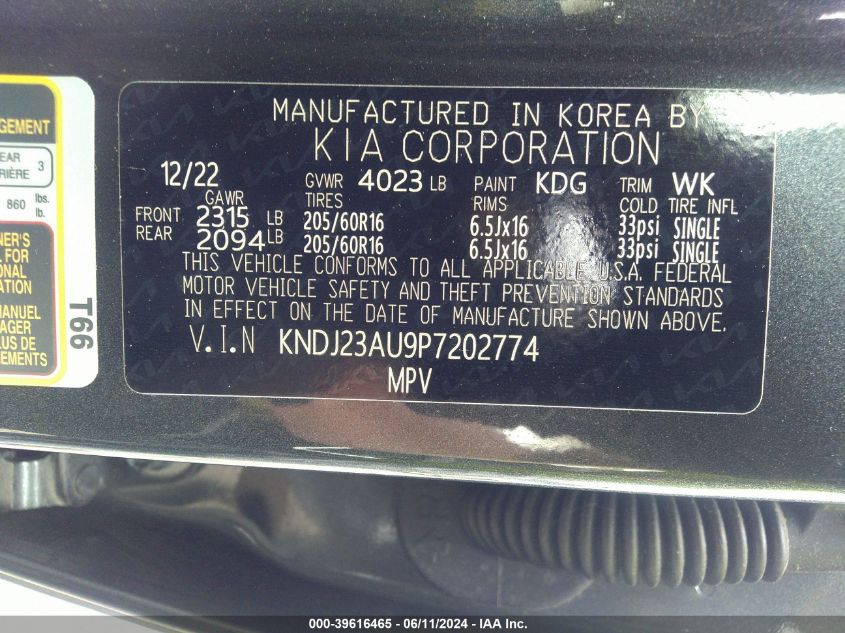 MANUFACTURED IN KOREA BY
KIA CORPORATION
12/22 GVWR 4023 LB PAINT KDG TRIM WK
GAWR TIRES RIMS COLD TIRE INFL
FRONT 2315 LB 205/60R16 6.5Jx16 33psi SINGLE
REAR 2094 LB 205/60R16 6.5Jx16 33psi SINGLE
THIS VEHICLE CONFORMS TO ALL APPLICABLE U.S.A. FEDERAL
MOTOR VEHICLE SAFETY AND THEFT PREVENTION STANDARDS
IN EFFECT ON THE DATE OF MANUFACTURE SHOWN ABOVE.
V.I.N KNDJ23AU9P7202774
MPV
GEMENT
EAR 3
RIÈRE
860 lbs.
lb.
NER'S
L FOR
ONAL
ATION
MANUEL
AGER
LUS DE
EMENTS
T66
000-39616465 - 06/11/2024 - IAA Inc.